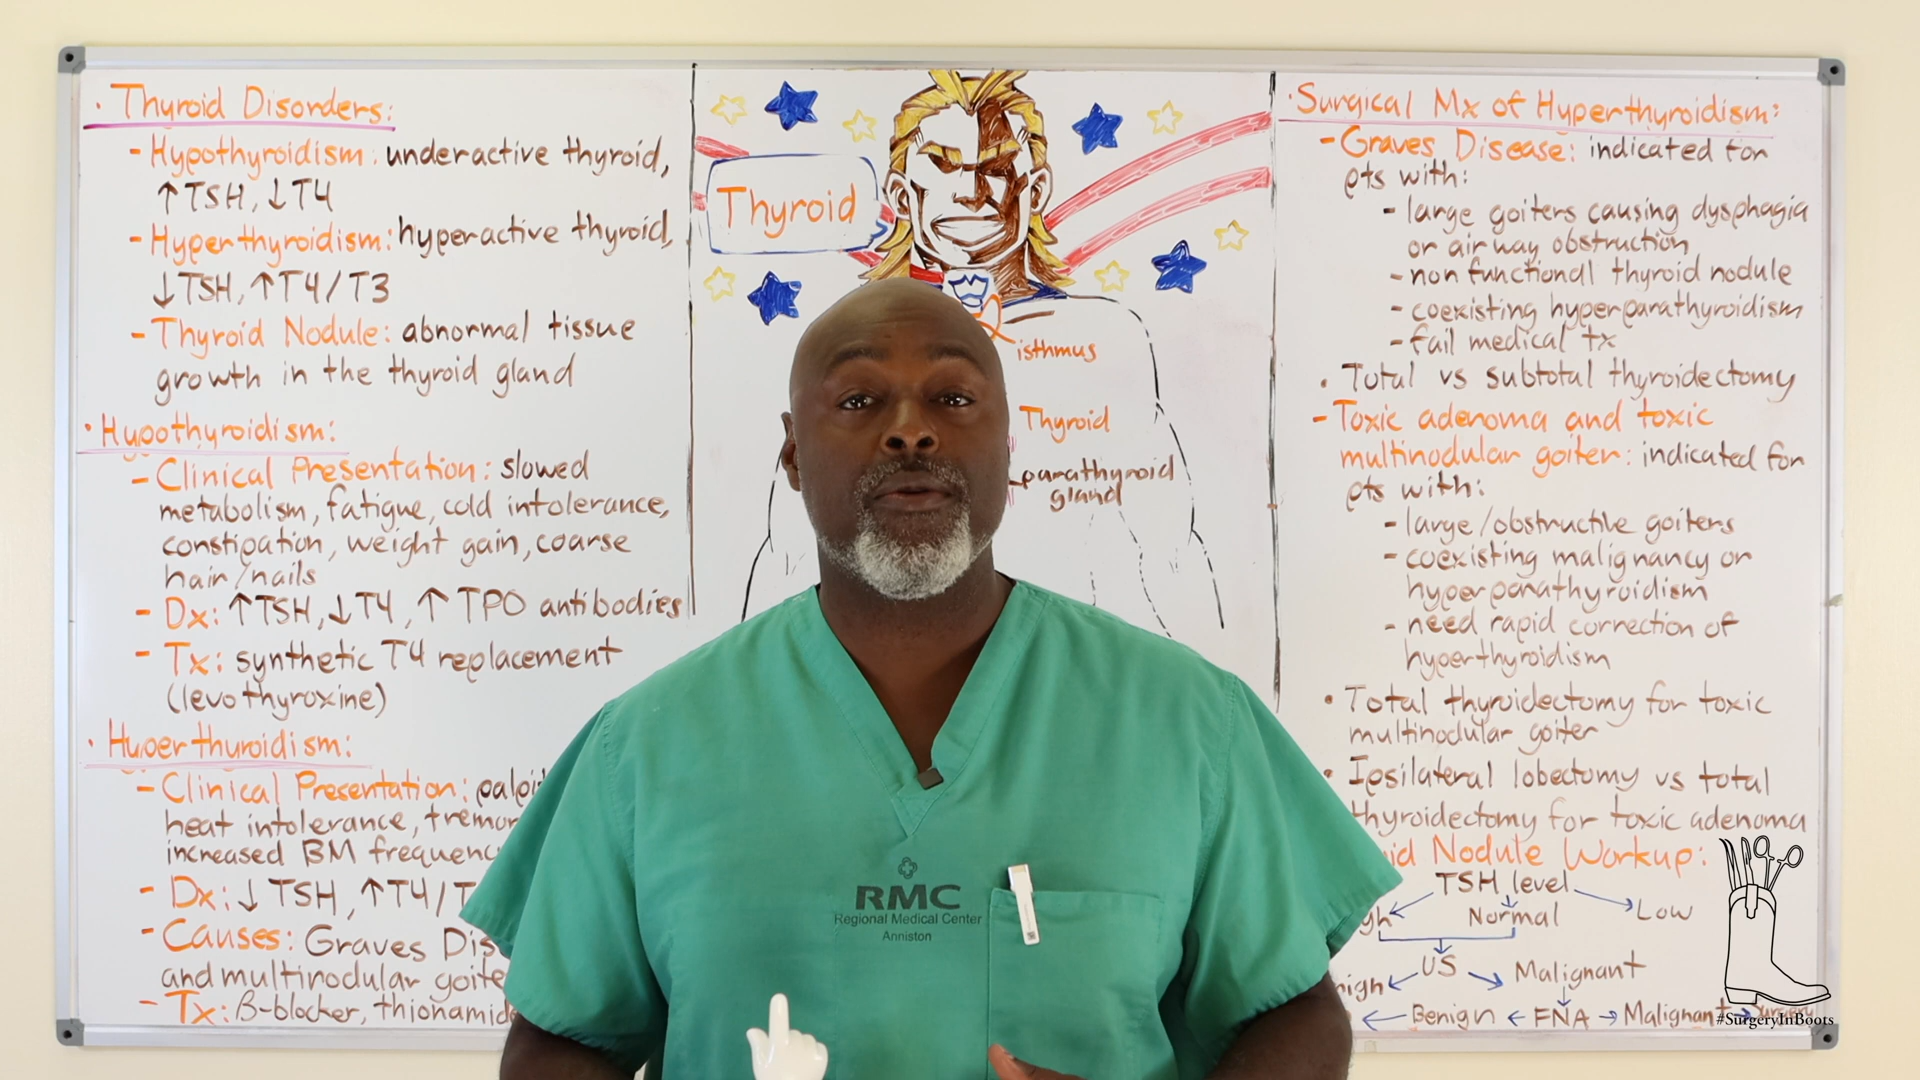 · Thyroid Disorders:
- Hypothyroidism: underactive thyroid,
↑TSH, ↓T4
- Hyperthyroidism: hyperactive thyroid,
↓TSH, ↑T4/T3
- Thyroid Nodule: abnormal tissue
growth in the thyroid gland
· Hypothyroidism:
- Clinical Presentation: slowed
metabolism, fatigue, cold intolerance,
constipation, weight gain, coarse
hair/nails
- Dx: ↑TSH, ↓T4, ↑ TPO antibodies
- Tx: synthetic T4 replacement
(levothyroxine)
· Hyperthyroidism:
- Clinical Presentation:
heat intolerance,
increased BM
- Dx: ↓ TSH, ↑T4/
- Causes: Graves
and multinodular
- Tx: β-blocker,
Thyroid
isthmus
Thyroid
parathyroid
gland
· Surgical Mx of Hyperthyroidism:
- Graves Disease: indicated for
pts with:
- large goiters causing dysphagia
or airway obstruction
- non functional thyroid nodule
- coexisting hyperparathyroidism
- fail medical tx
· Total vs subtotal thyroidectomy
- Toxic adenoma and toxic
multinodular goiter: indicated for
pts with:
- large/obstructive goiters
- coexisting malignancy or
hyperparathyroidism
- need rapid correction of
hyperthyroidism
· Total thyroidectomy for toxic
multinodular goiter
· Ipsilateral lobectomy vs total
thyroidectomy for toxic adenoma
Nodule Workup:
TSH level
Normal → Low
US → Malignant
← Benign ← FNA → Malignant → Surgery
#SurgeryInBoots
RMC
Regional Medical Center
Anniston